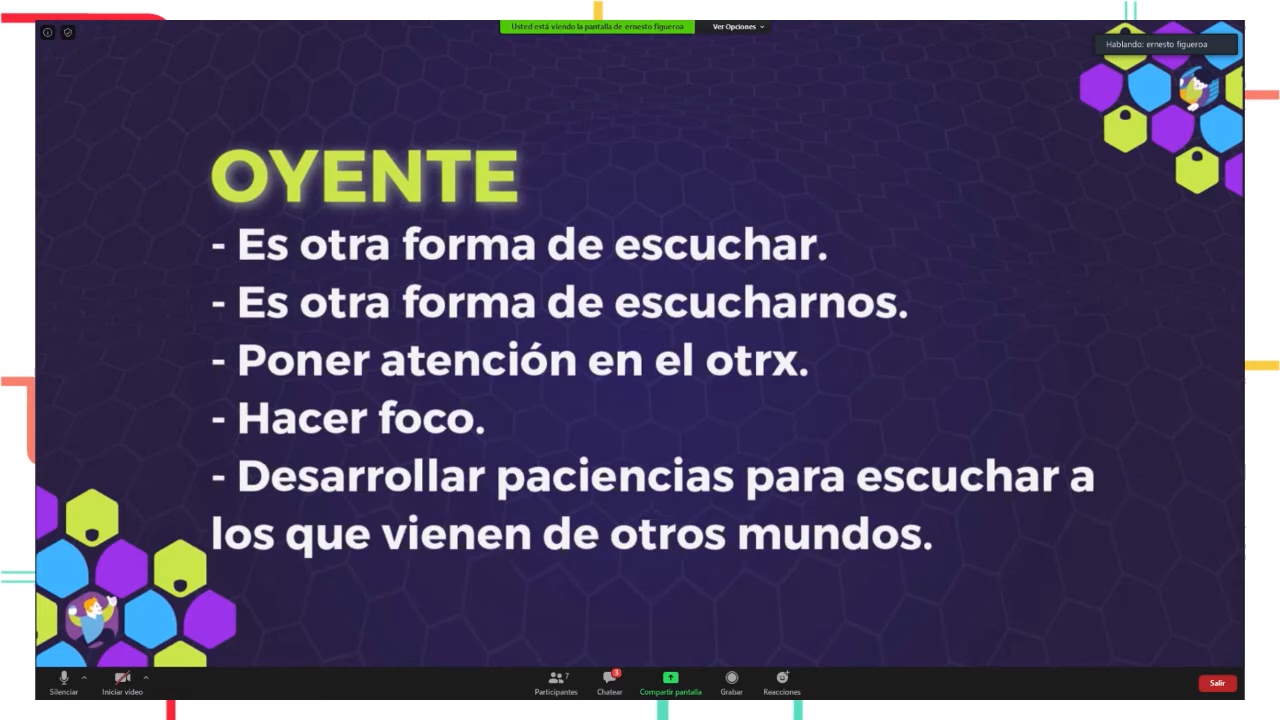 Usted está viendo la pantalla de ernesto figueroa
Ver Opciones
Hablando: ernesto figueroa
OYENTE
- Es otra forma de escuchar.
- Es otra forma de escucharnos.
- Poner atención en el otrx.
- Hacer foco.
- Desarrollar paciencias para escuchar a
los que vienen de otros mundos.
Silenciar
Iniciar video
Participantes
7
Chatear
3
Compartir pantalla
Grabar
Reacciones
Salir